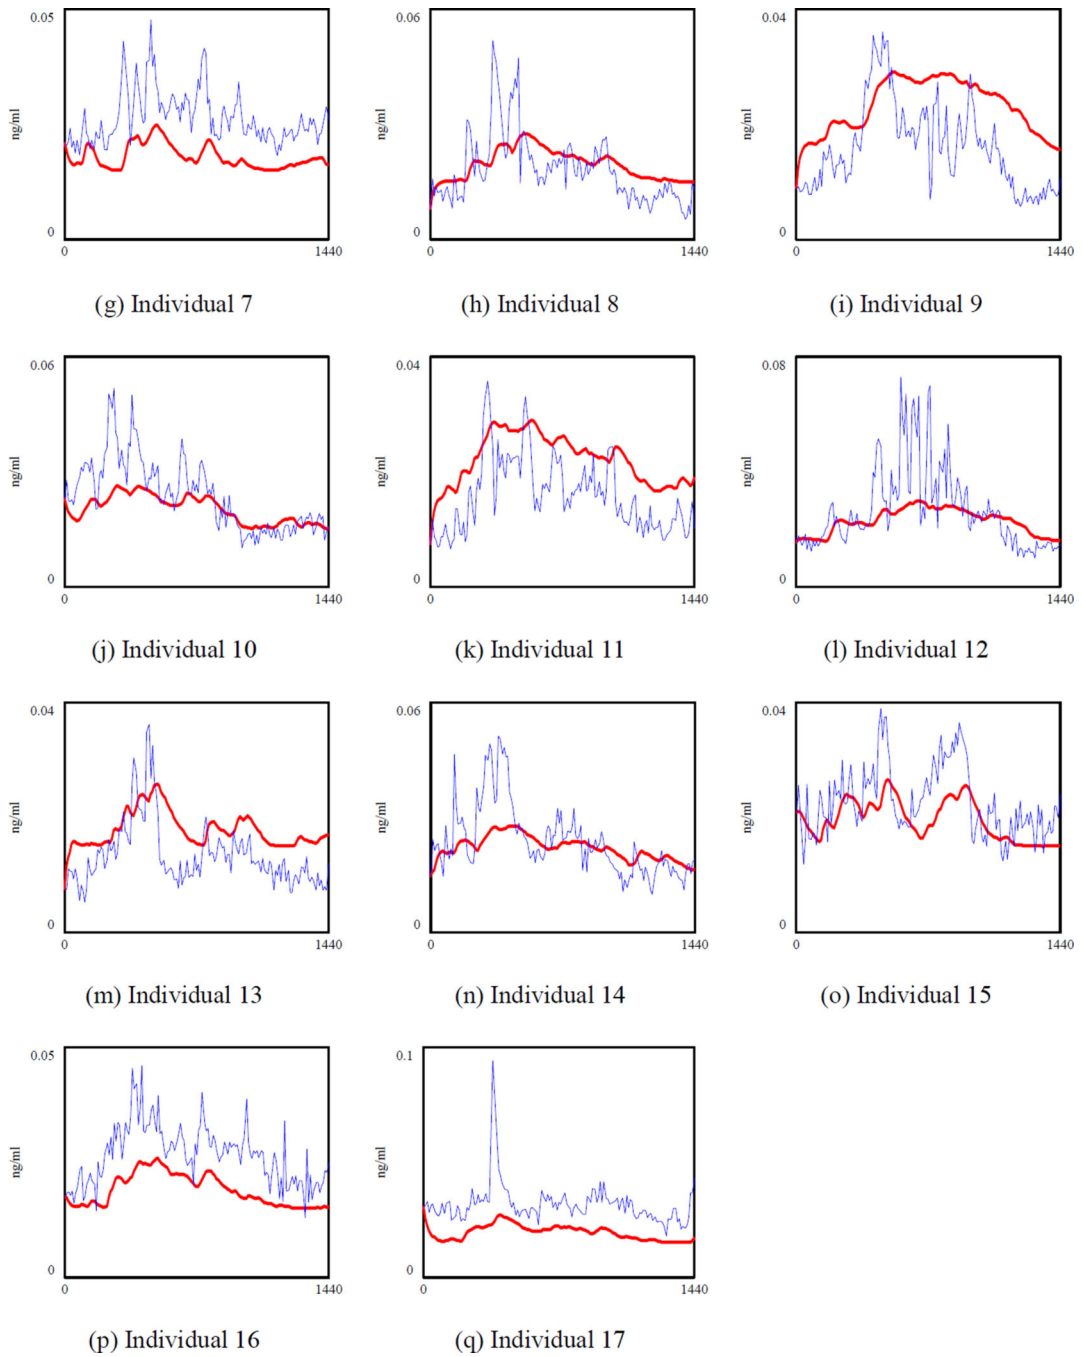 0.05 0.06 0.04
ng/ml ng/ml ng/ml
0 0 0
0 1440 0 1440 0 1440
(g) Individual 7 (h) Individual 8 (i) Individual 9
0.06 0.04 0.08
ng/ml ng/ml ng/ml
0 0 0
0 1440 0 1440 0 1440
(j) Individual 10 (k) Individual 11 (l) Individual 12
0.04 0.06 0.04
ng/ml ng/ml ng/ml
0 0 0
0 1440 0 1440 0 1440
(m) Individual 13 (n) Individual 14 (o) Individual 15
0.05 0.1
ng/ml ng/ml
0 0
0 1440 0 1440
(p) Individual 16 (q) Individual 17